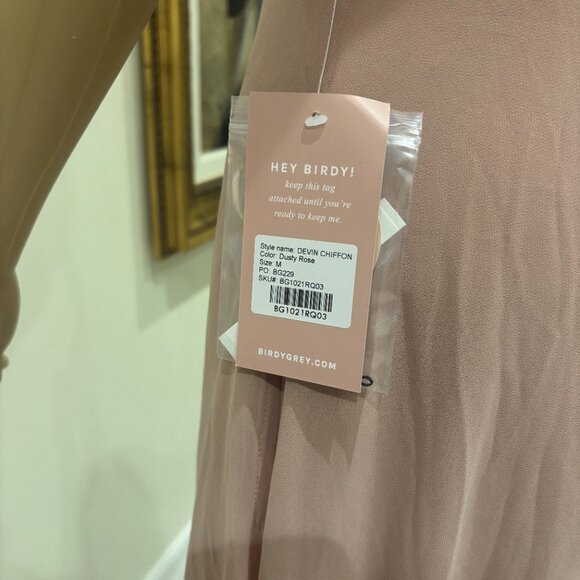 HEY BIRDY!
keep this tag
attached until you're
ready to keep me.
Style name: DEVIN CHIFFON
Color: Dusty Rose
Size: M
PO: BG229
SKU#: BG1021RQ03
BG1021RQ03
BIRDYGREY.COM